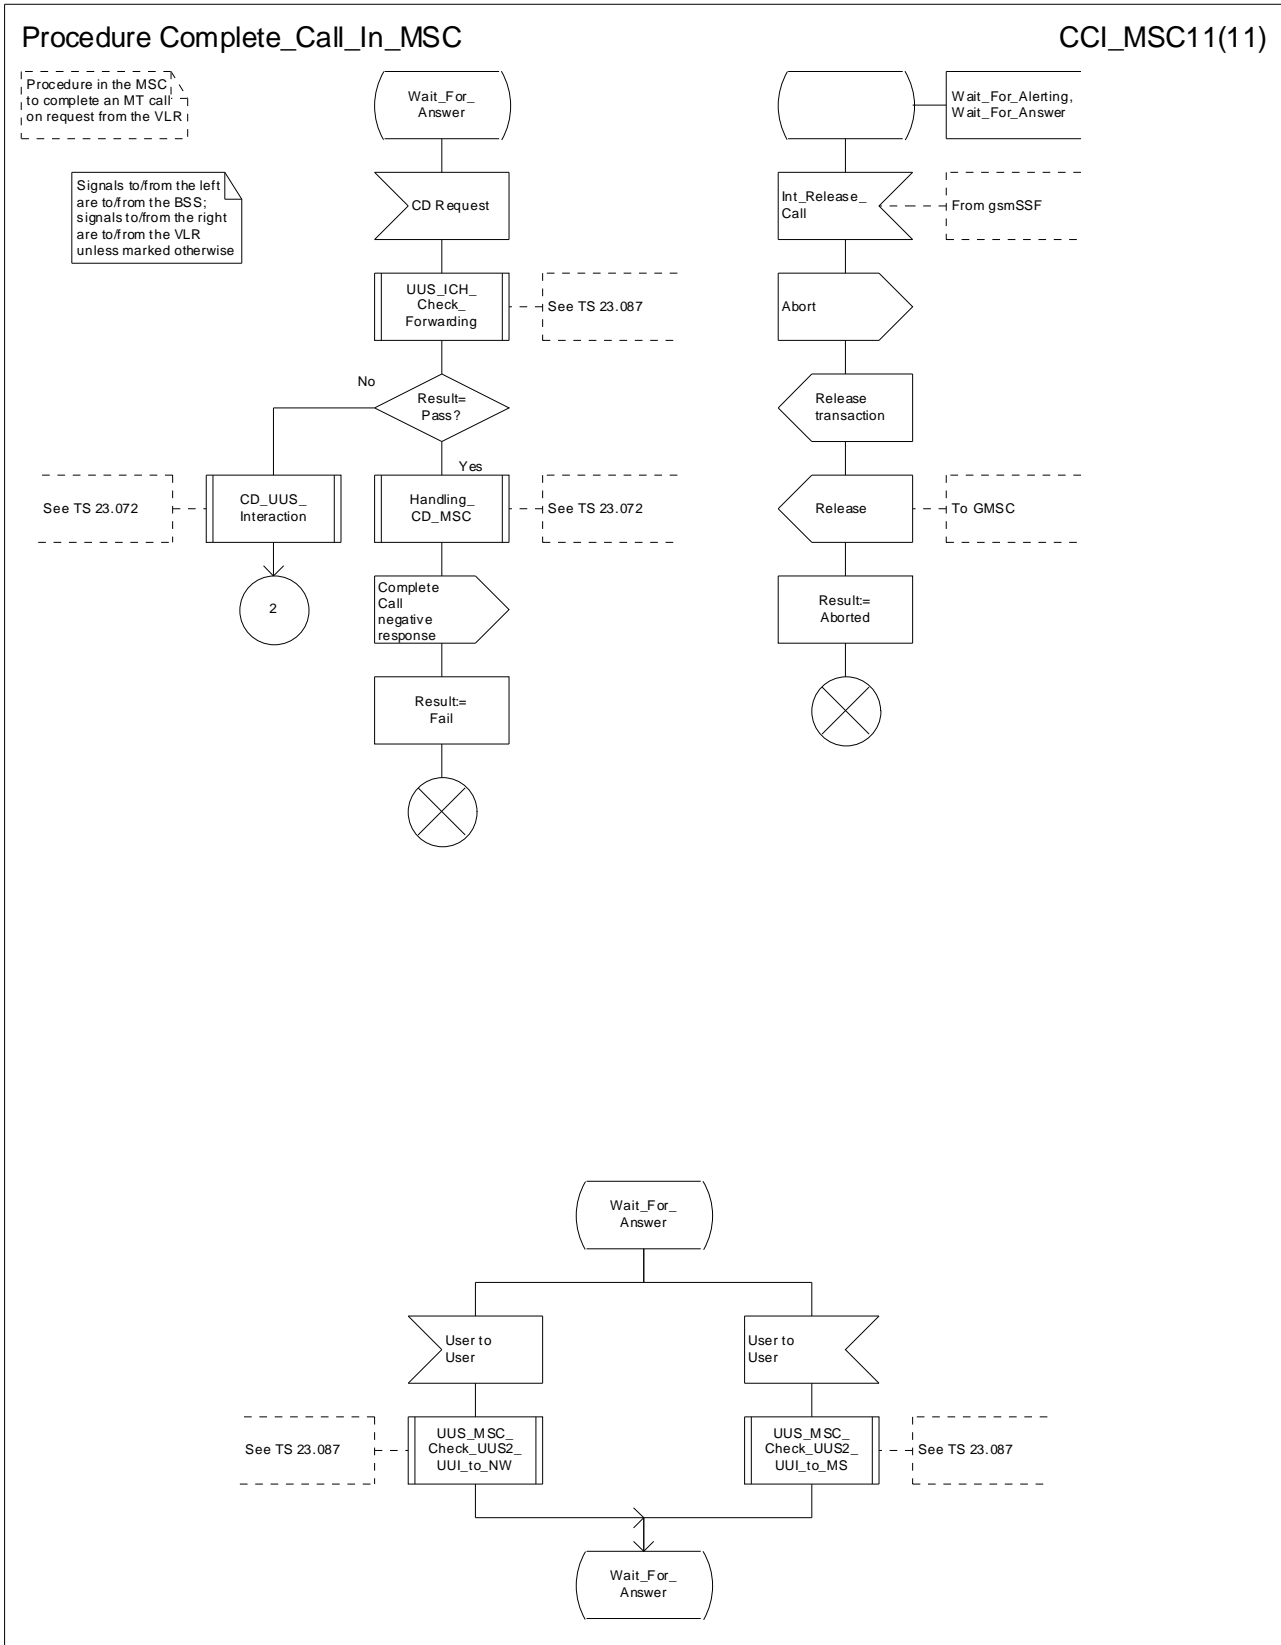 Procedure Complete_Call_In_MSC
CCI_MSC11(11)
Procedure in the MSC
to complete an MT call
on request from the VLR
Signals to/from the left
are to/from the BSS;
signals to/from the right
are to/from the VLR
unless marked otherwise
Wait_For_
Answer
CD Request
UUS_ICH_
Check_
Forwarding
See TS 23.087
No
Result=
Pass?
Yes
See TS 23.072
CD_UUS_
Interaction
Handling_
CD_MSC
See TS 23.072
2
Complete
Call
negative
response
Result:=
Fail
Wait_For_Alerting,
Wait_For_Answer
Int_Release_
Call
From gsmSSF
Abort
Release
transaction
Release
To GMSC
Result:=
Aborted
Wait_For_
Answer
User to
User
User to
User
See TS 23.087
UUS_MSC_
Check_UUS2_
UUI_to_NW
UUS_MSC_
Check_UUS2_
UUI_to_MS
See TS 23.087
Wait_For_
Answer